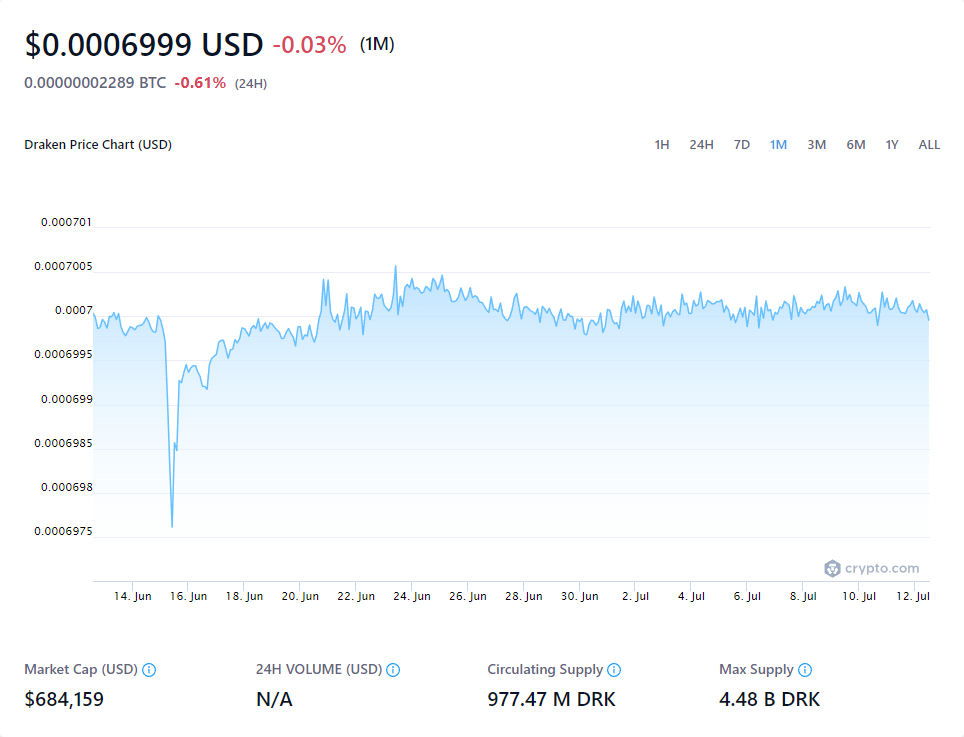 $0.0006999 USD -0.03% (1M)
0.00000002289 BTC -0.61% (24H)
Draken Price Chart (USD)
1H 24H 7D 1M 3M 6M 1Y ALL
0.000701
0.0007005
0.0007
0.0006995
0.000699
0.0006985
0.000698
0.0006975
crypto.com
14. Jun 16. Jun 18. Jun 20. Jun 22. Jun 24. Jun 26. Jun 28. Jun 30. Jun 2. Jul 4. Jul 6. Jul 8. Jul 10. Jul 12. Jul
Market Cap (USD) 24H VOLUME (USD) Circulating Supply Max Supply
$684,159 N/A 977.47 M DRK 4.48 B DRK